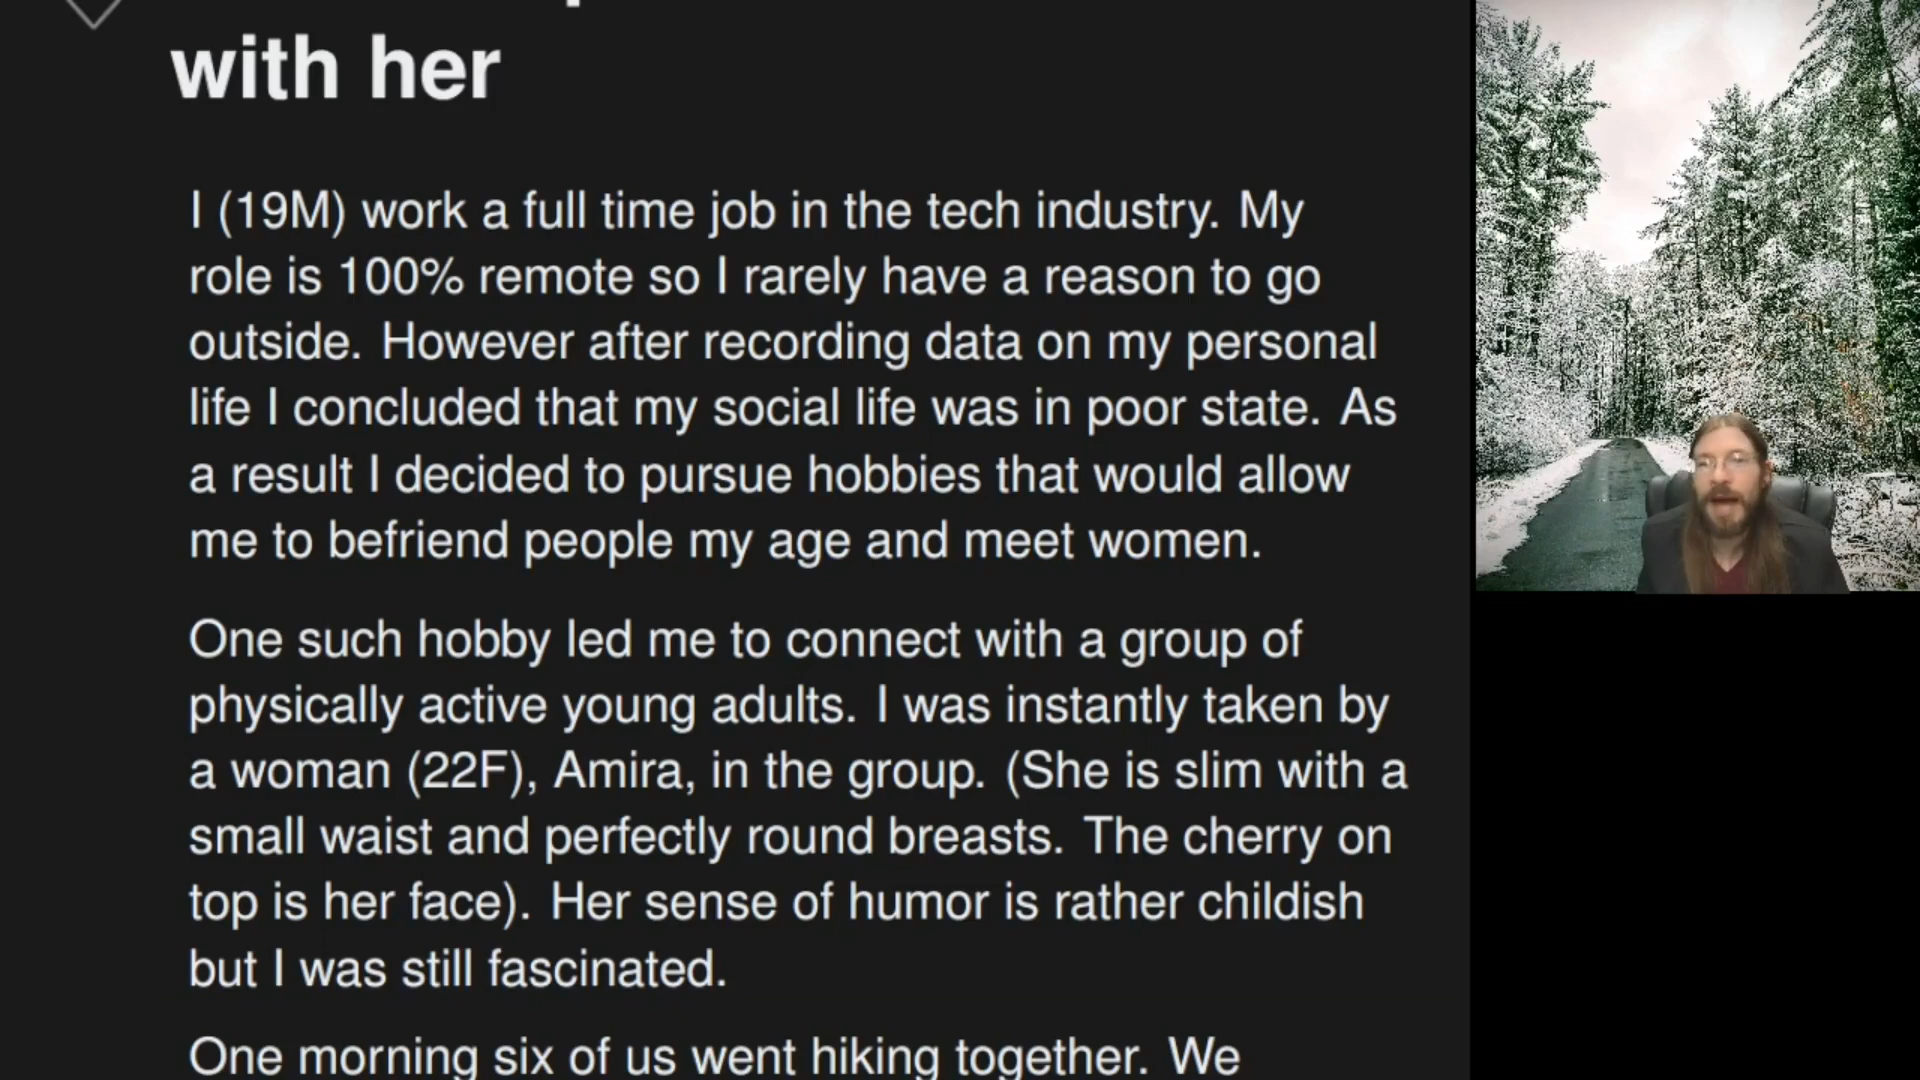 with her
I (19M) work a full time job in the tech industry. My
role is 100% remote so I rarely have a reason to go
outside. However after recording data on my personal
life I concluded that my social life was in poor state. As
a result I decided to pursue hobbies that would allow
me to befriend people my age and meet women.
One such hobby led me to connect with a group of
physically active young adults. I was instantly taken by
a woman (22F), Amira, in the group. (She is slim with a
small waist and perfectly round breasts. The cherry on
top is her face). Her sense of humor is rather childish
but I was still fascinated.
One morning six of us went hiking together. We